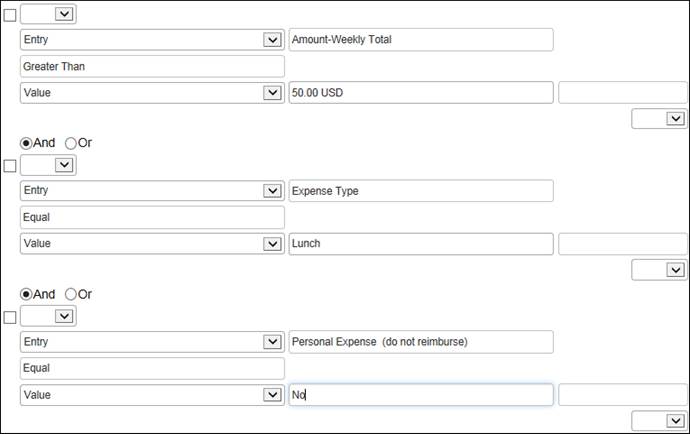 Entry Amount-Weekly Total
Greater Than
Value 50.00 USD
And Or
Entry Expense Type
Equal
Value Lunch
And Or
Entry Personal Expense (do not reimburse)
Equal
Value No